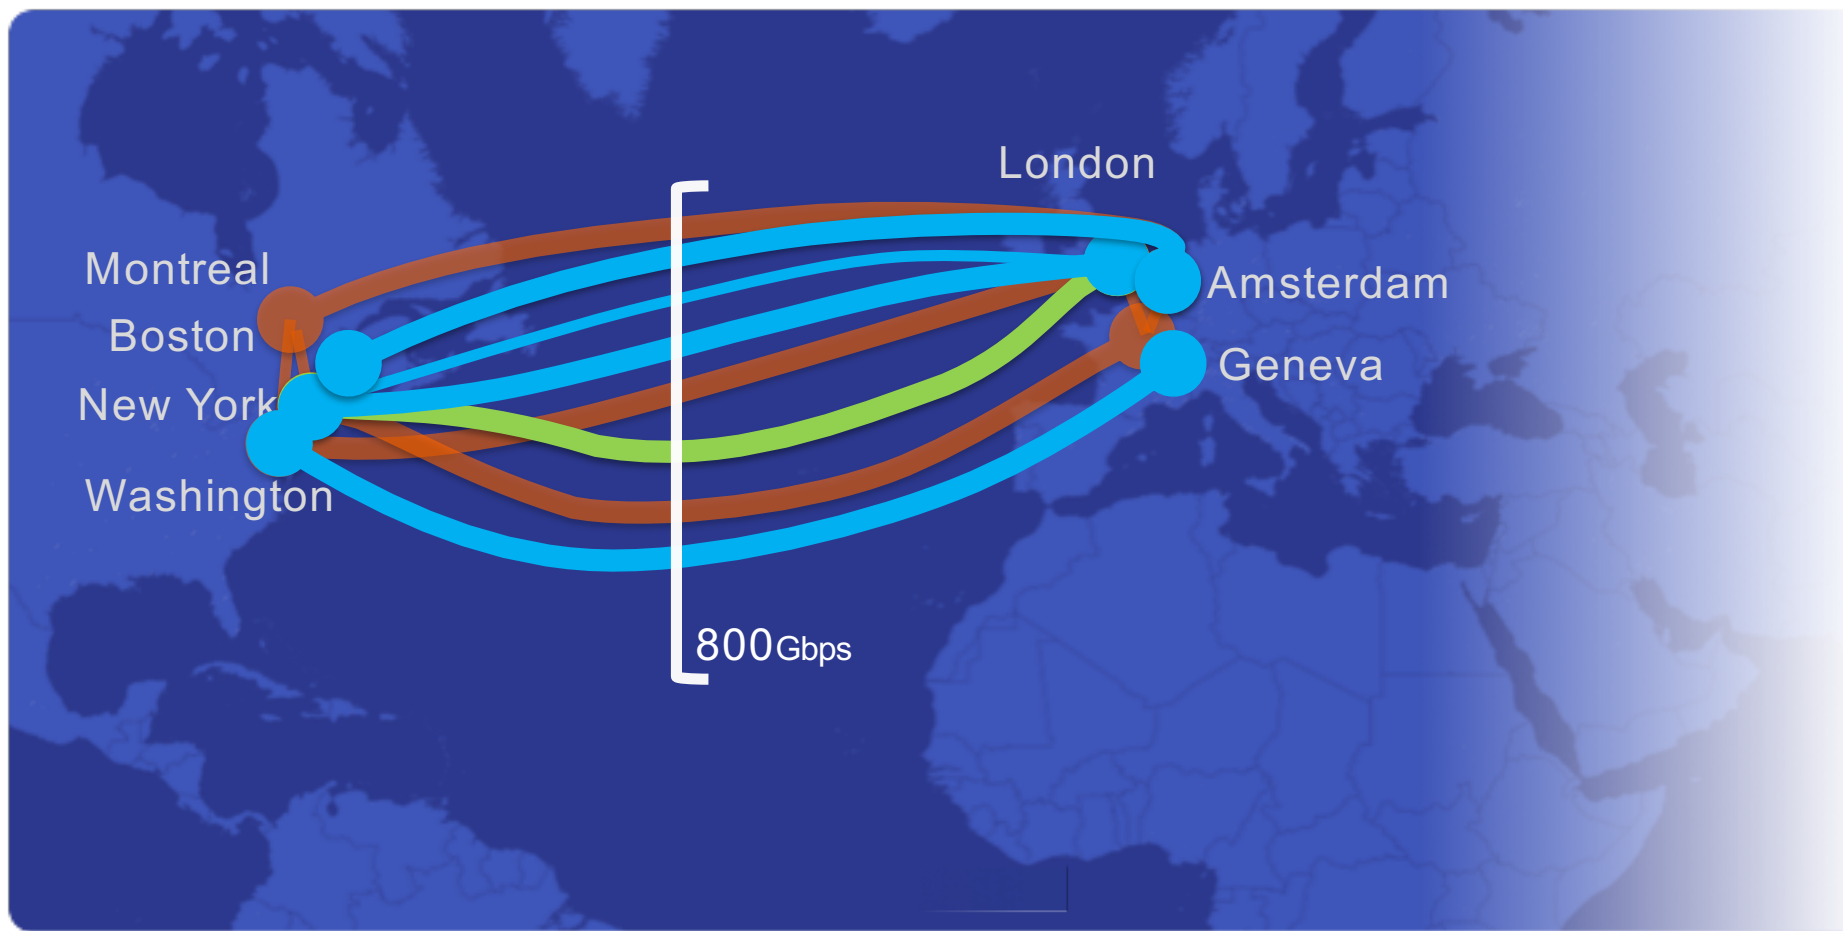 London
Montreal
Amsterdam
Boston
Geneva
New York
Washington
800Gbps